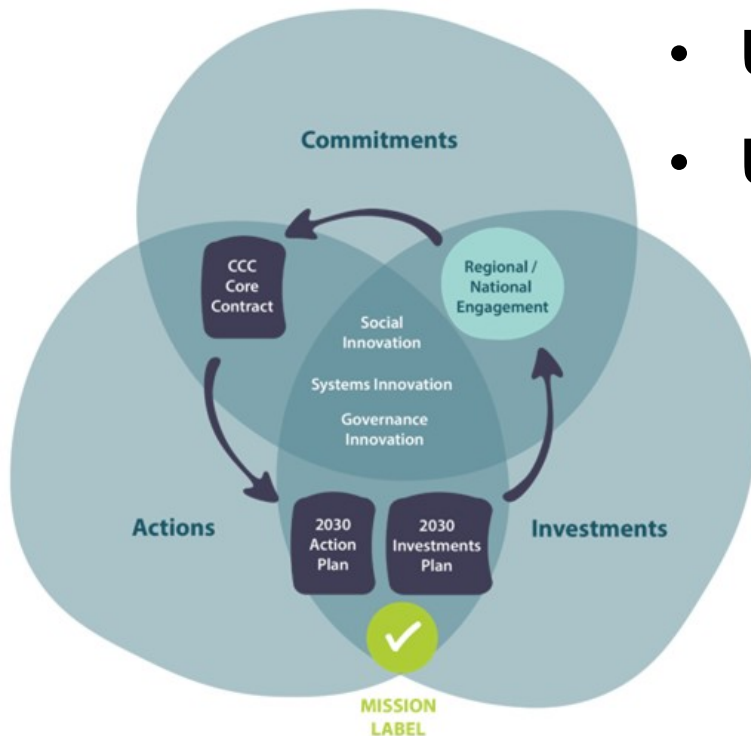 Commitments
CCC
Core
Contract
Regional /
National
Engagement
Social
Innovation
Systems Innovation
Governance
Innovation
Actions
2030
Action
Plan
2030
Investments
Plan
Investments
MISSION
LABEL